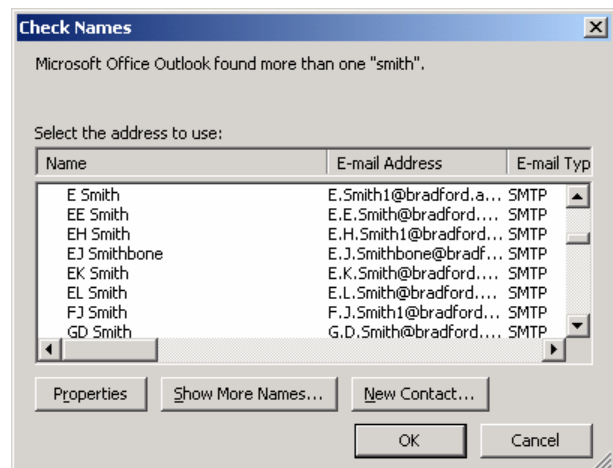 Check Names
Microsoft Office Outlook found more than one "smith".
Select the address to use:
Name E-mail Address E-mail Typ
E Smith E.Smith1@bradford.a... SMTP
EE Smith E.E.Smith@bradford.... SMTP
EH Smith E.H.Smith1@bradford... SMTP
EJ Smithbone E.J.Smithbone@bradf... SMTP
EK Smith E.K.Smith@bradford.... SMTP
EL Smith E.L.Smith@bradford.... SMTP
FJ Smith F.J.Smith1@bradford... SMTP
GD Smith G.D.Smith@bradford.... SMTP
Properties Show More Names... New Contact...
OK Cancel